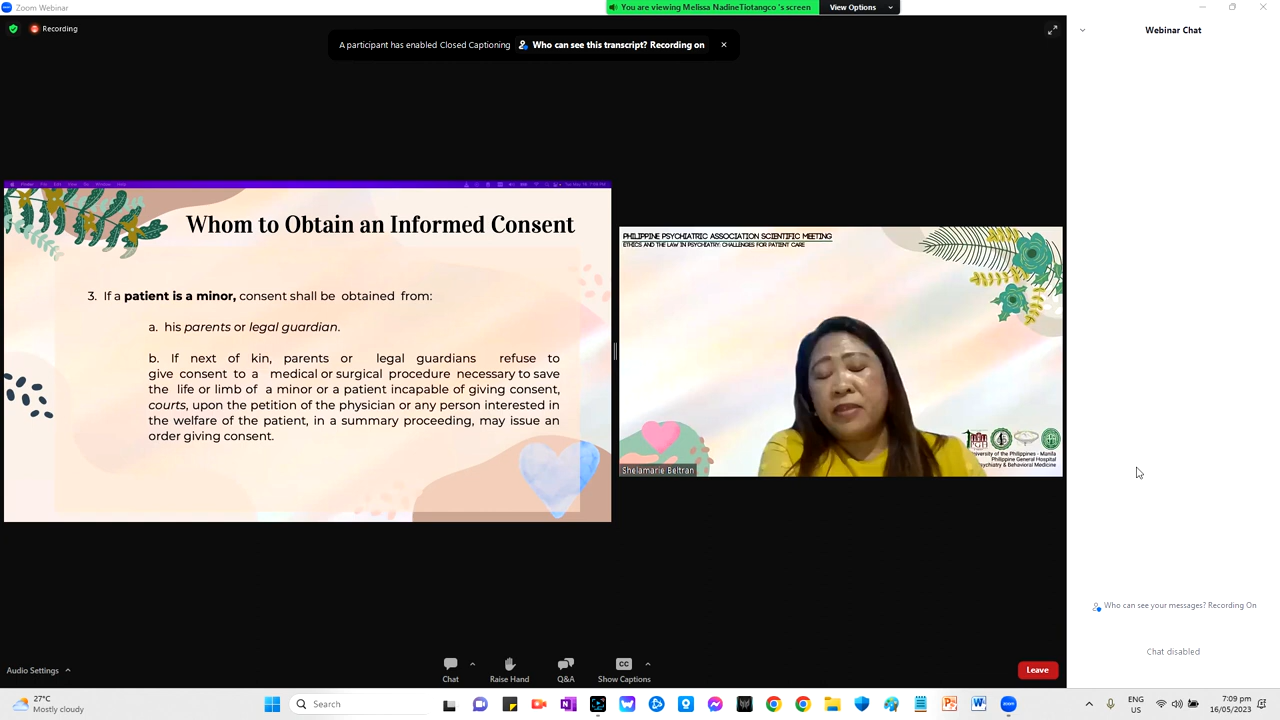 Zoom Webinar
You are viewing Melissa NadineTiotangco 's screen
View Options
Recording
A participant has enabled Closed Captioning
Who can see this transcript? Recording on
Webinar Chat
Whom to Obtain an Informed Consent
3. If a patient is a minor, consent shall be obtained from:
a. his parents or legal guardian.
b. If next of kin, parents or legal guardians refuse to
give consent to a medical or surgical procedure necessary to save
the life or limb of a minor or a patient incapable of giving consent,
courts, upon the petition of the physician or any person interested in
the welfare of the patient, in a summary proceeding, may issue an
order giving consent.
PHILIPPINE PSYCHIATRIC ASSOCIATION SCIENTIFIC MEETING
ETHICS AND THE LAW IN PSYCHIATRY: CHALLENGES FOR PATIENT CARE
University of the Philippines - Manila
Philippine General Hospital
Psychiatry & Behavioral Medicine
Shelamarie Beltran
Who can see your messages? Recording On
Chat disabled
Audio Settings
Chat
Raise Hand
Q&A
CC
Show Captions
Leave
27°C
Mostly cloudy
Search
ENG
US
7:09 pm
16/05/2023